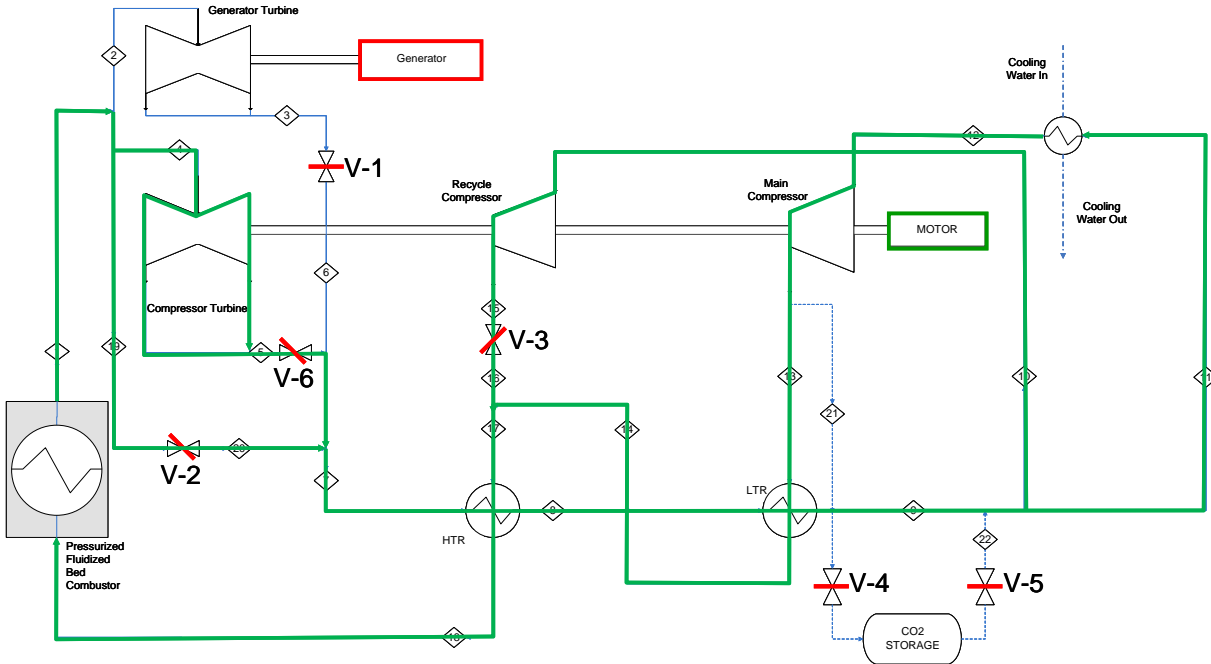 Generator Turbine
2
Generator
3
V-1
Cooling
Water In
4
12
Recycle
Compressor
Main
Compressor
MOTOR
Cooling
Water Out
6
Compressor Turbine
15
V-3
5
V-6
19
16
13
10
11
21
17
14
V-2
20
8
LTR
9
HTR
22
Pressurized
Fluidized
Bed
Combustor
V-4
V-5
18
CO2
STORAGE